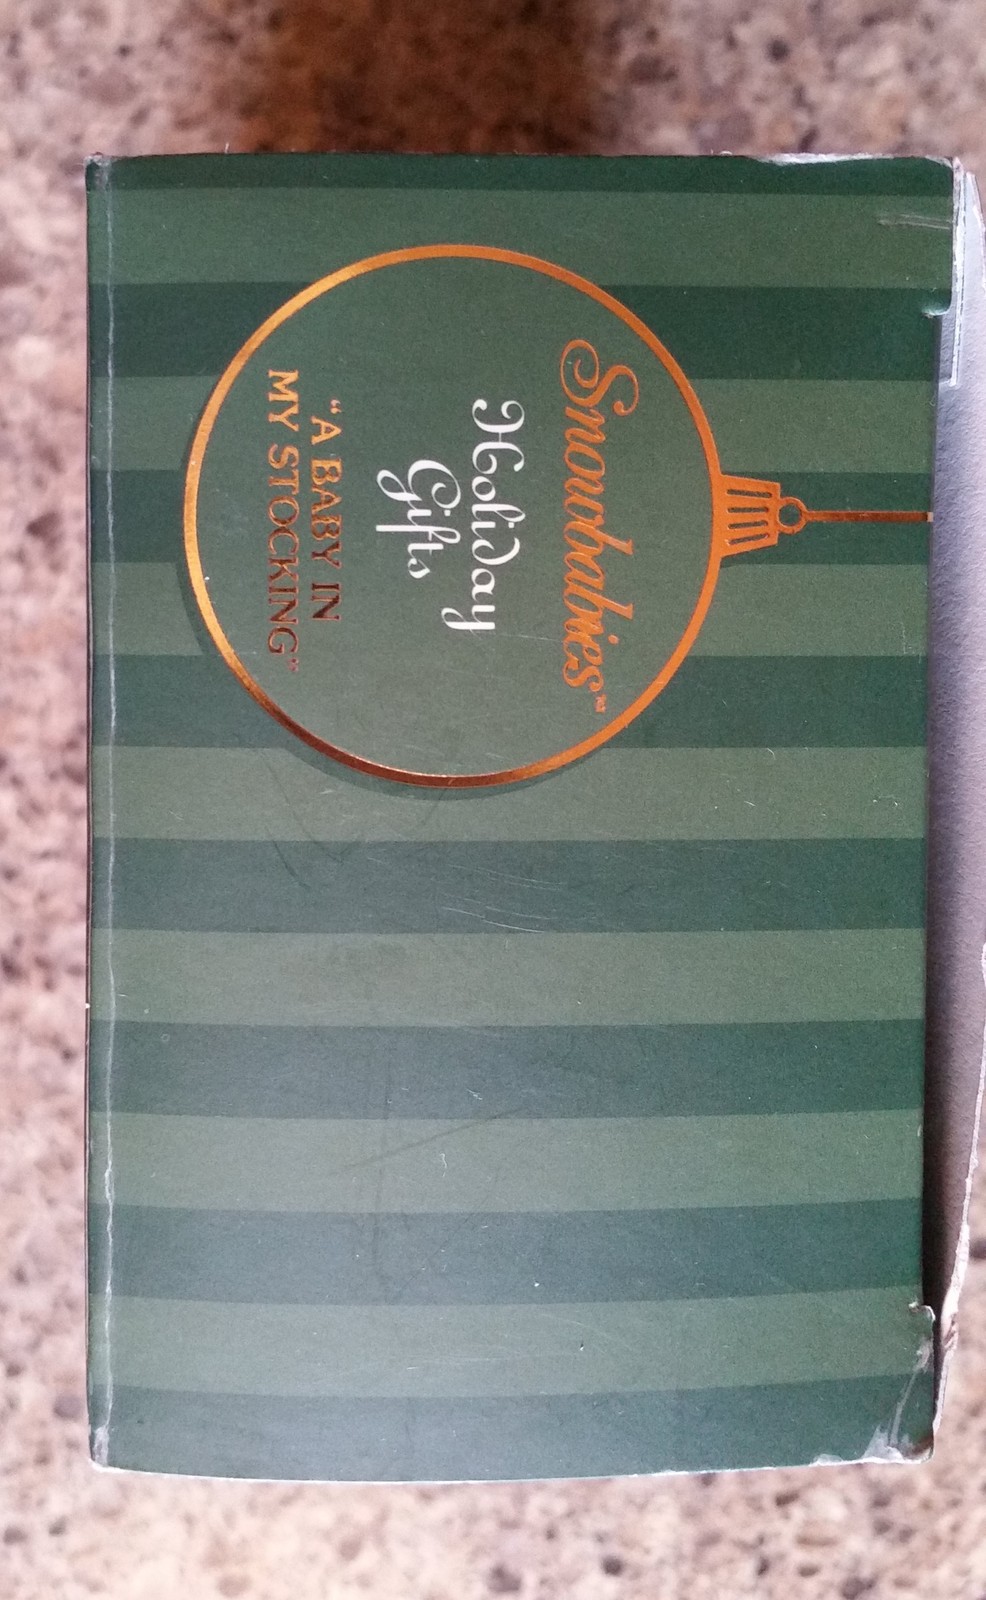 Snowbabies™
Holiday
Gifts
"A BABY IN
MY STOCKING"